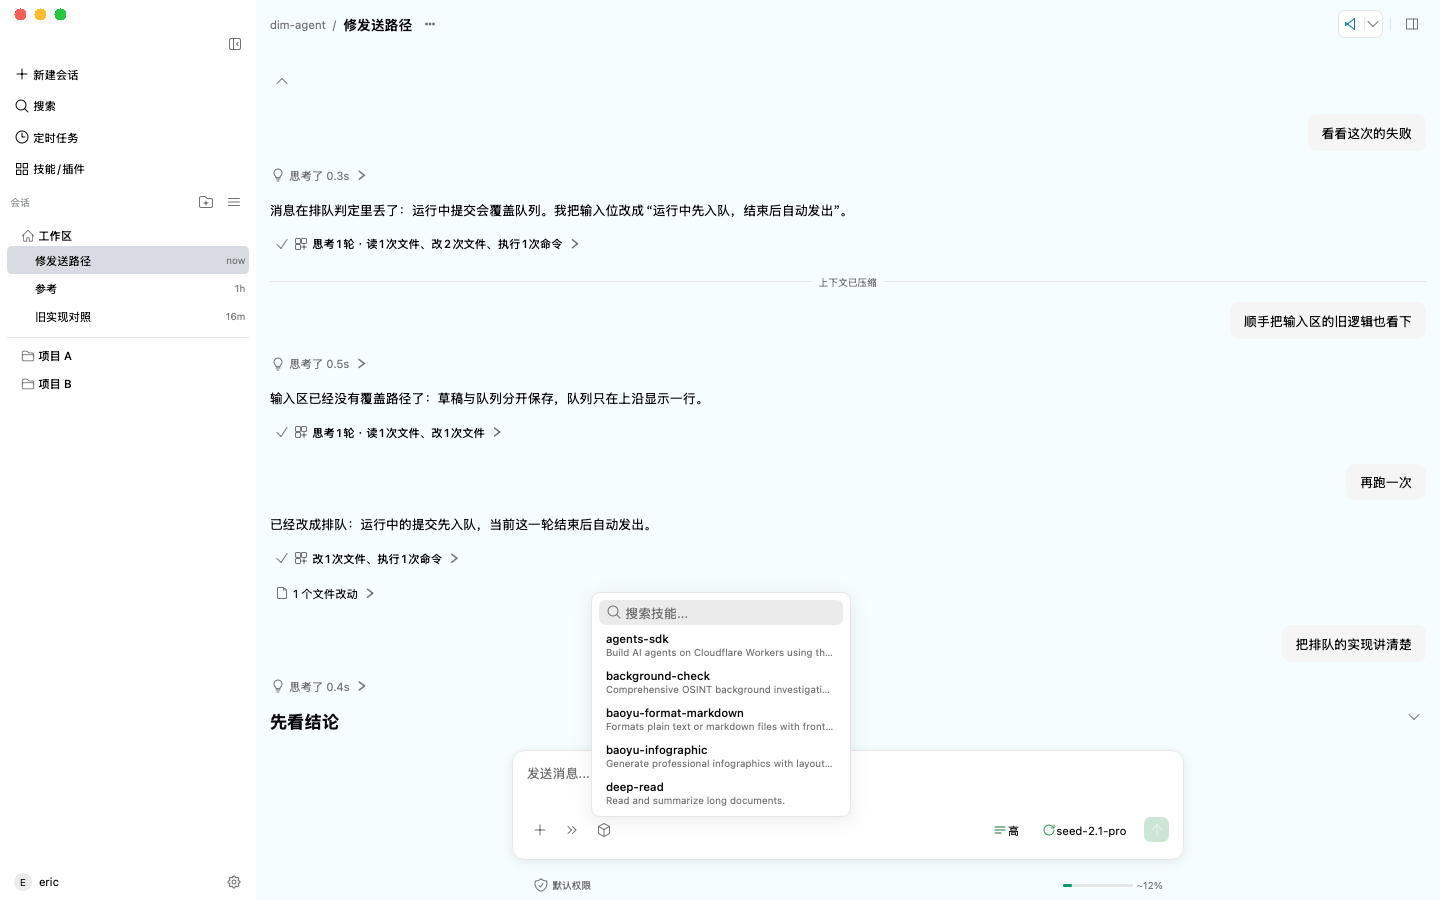 dim-agent / 修发送路径 ···
新建会话
搜索
定时任务
技能/插件
会话
工作区
修发送路径 now
参考 1h
旧实现对照 16m
项目 A
项目 B
E eric
看看这次的失败
思考了 0.3s
消息在排队判定里丢了：运行中提交会覆盖队列。我把输入位改成“运行中先入队，结束后自动发出”。
思考1轮 · 读1次文件、改2次文件、执行1次命令
上下文已压缩
顺手把输入区的旧逻辑也看下
思考了 0.5s
输入区已经没有覆盖路径了：草稿与队列分开保存，队列只在上沿显示一行。
思考1轮 · 读1次文件、改1次文件
再跑一次
已经改成排队：运行中的提交先入队，当前这一轮结束后自动发出。
改1次文件、执行1次命令
1 个文件改动
把排队的实现讲清楚
思考了 0.4s
先看结论
搜索技能...
agents-sdk
Build AI agents on Cloudflare Workers using th...
background-check
Comprehensive OSINT background investigati...
baoyu-format-markdown
Formats plain text or markdown files with front...
baoyu-infographic
Generate professional infographics with layout...
deep-read
Read and summarize long documents.
发送消息...
高 seed-2.1-pro
默认权限 ~12%